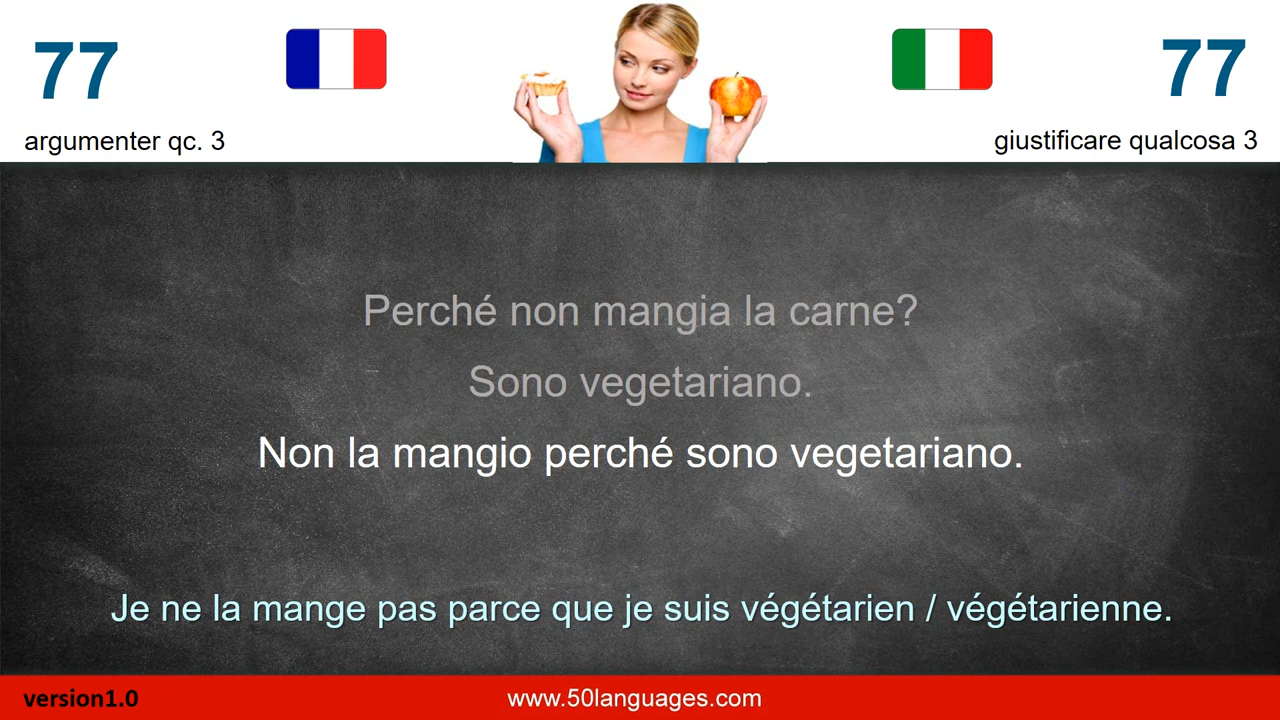 77
77
argumenter qc. 3
giustificare qualcosa 3
Perché non mangia la carne?
Sono vegetariano.
Non la mangio perché sono vegetariano.
Je ne la mange pas parce que je suis végétarien / végétarienne.
version1.0
www.50languages.com